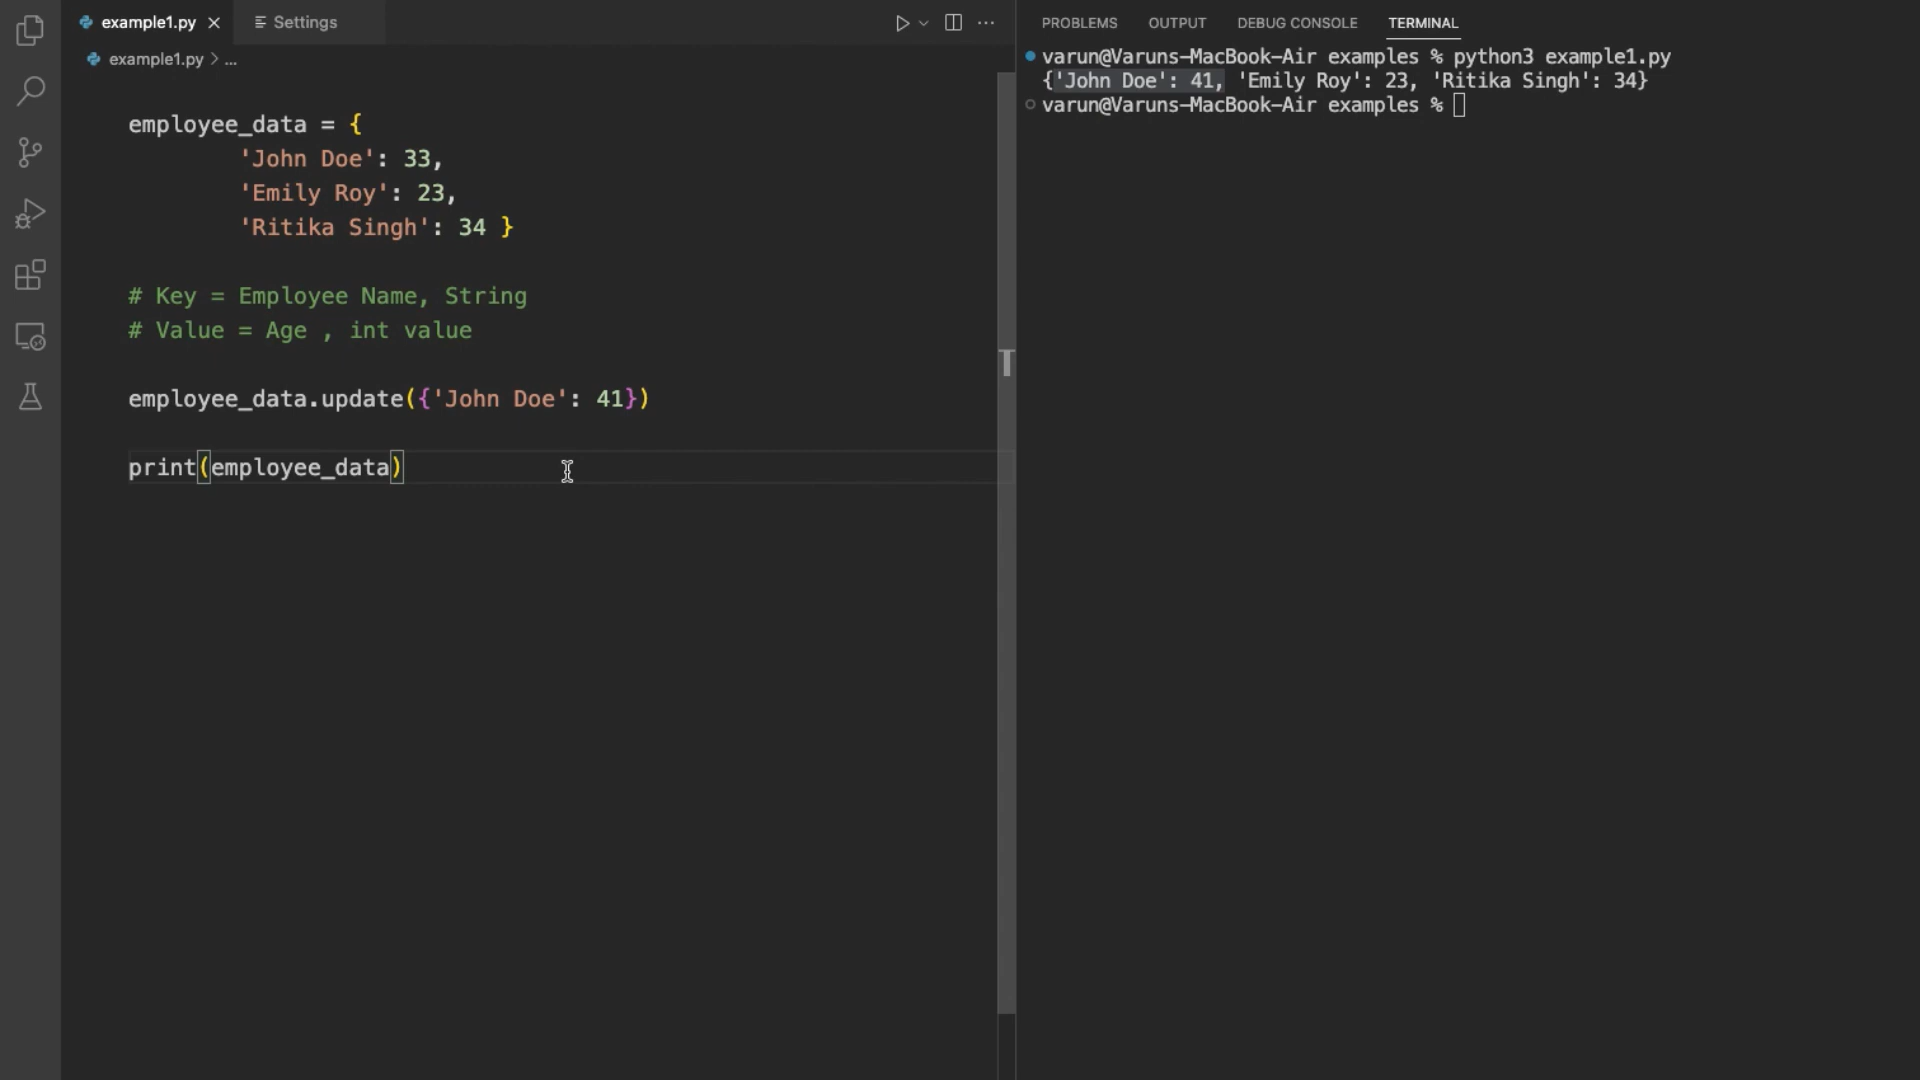 example1.py
Settings
example1.py > ...
employee_data = {
'John Doe': 33,
'Emily Roy': 23,
'Ritika Singh': 34 }
# Key = Employee Name, String
# Value = Age , int value
employee_data.update({'John Doe': 41})
print(employee_data)
PROBLEMS OUTPUT DEBUG CONSOLE TERMINAL
varun@Varuns-MacBook-Air examples % python3 example1.py
{'John Doe': 41, 'Emily Roy': 23, 'Ritika Singh': 34}
varun@Varuns-MacBook-Air examples %